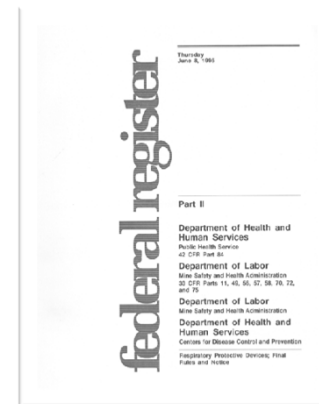 federal register
Thursday
June 8, 1995
Part II
Department of Health and
Human Services
Public Health Service
42 CFR Part 84
Department of Labor
Mine Safety and Health Administration
30 CFR Parts 11, 49, 56, 57, 58, 70, 72,
and 75
Department of Labor
Mine Safety and Health Administration
Department of Health and
Human Services
Centers for Disease Control and Prevention
Respiratory Protective Devices; Final
Rules and Notice